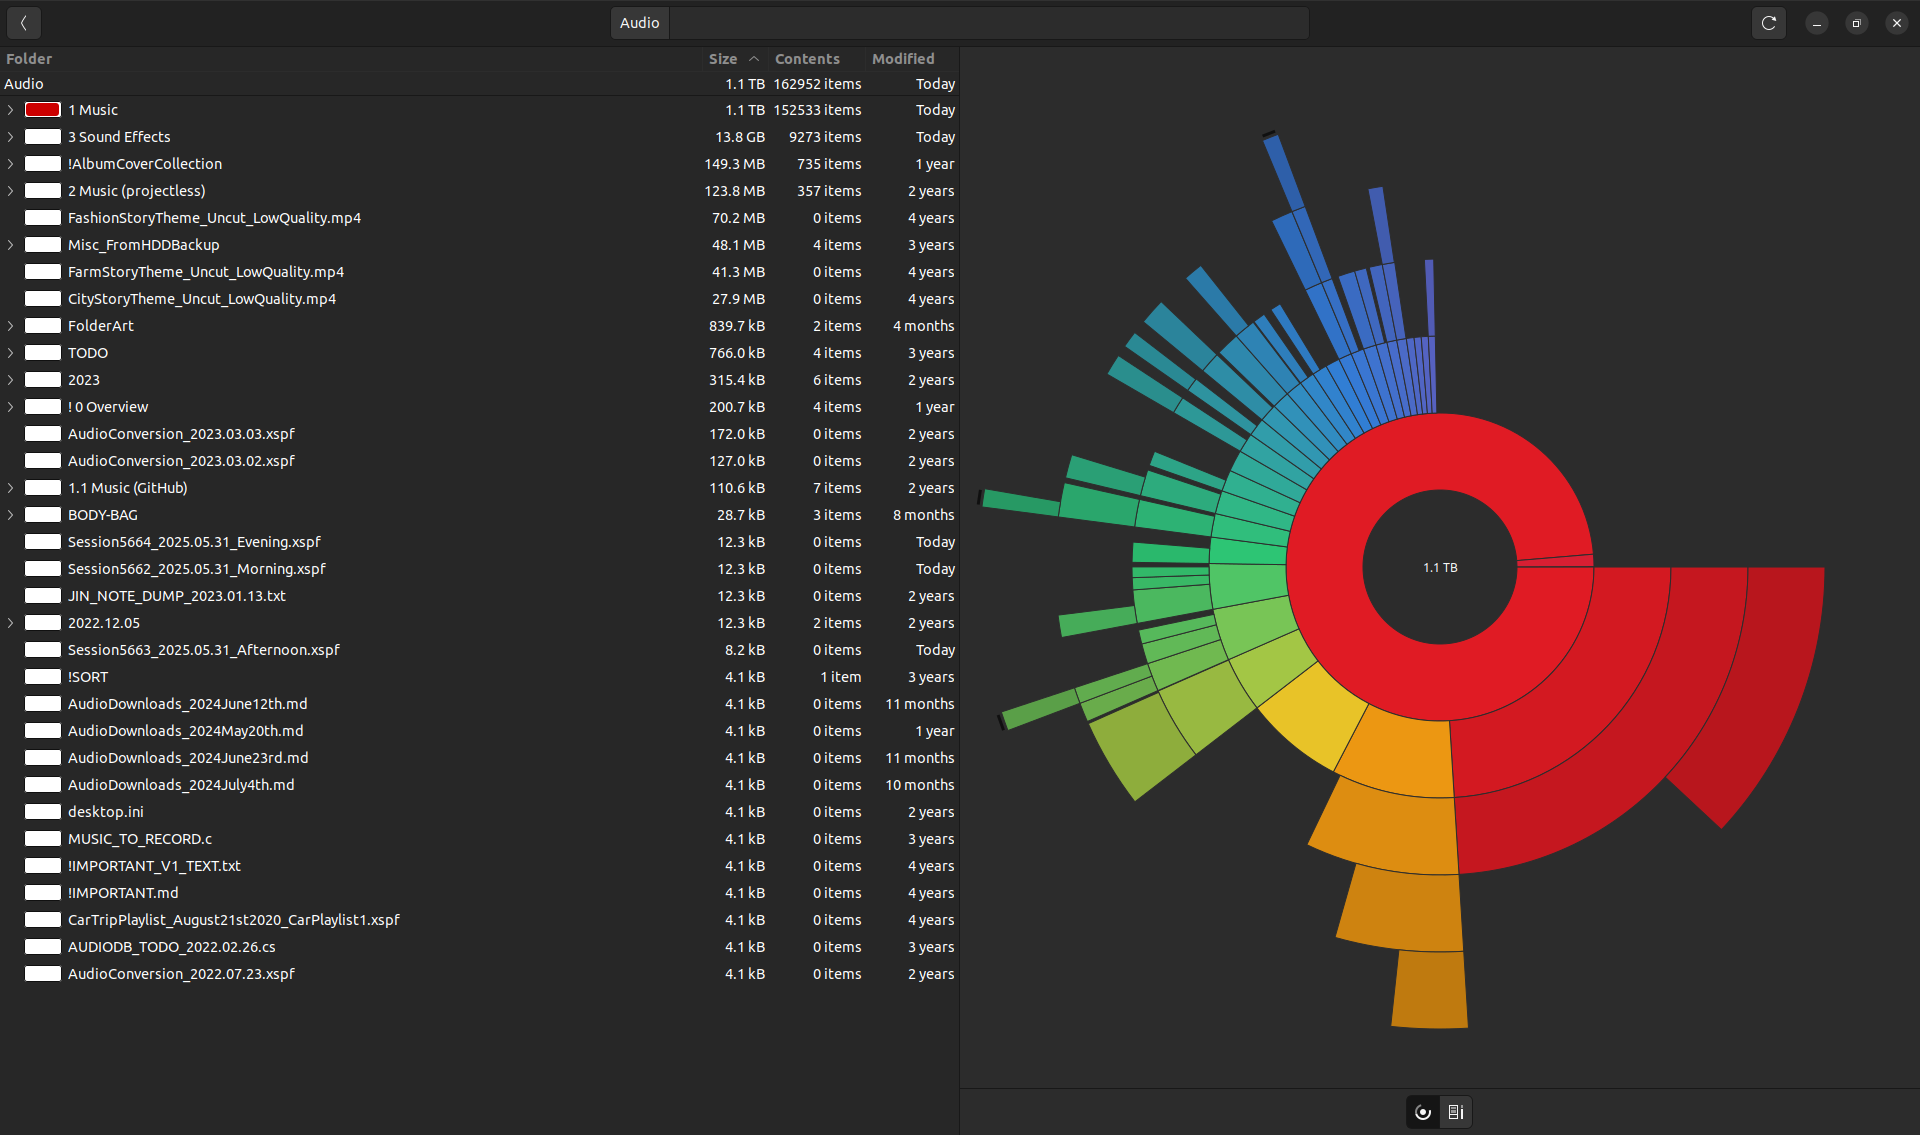 Audio
Folder Size Contents Modified
Audio 1.1 TB 162952 items Today
1 Music 1.1 TB 152533 items Today
3 Sound Effects 13.8 GB 9273 items Today
!AlbumCoverCollection 149.3 MB 735 items 1 year
2 Music (projectless) 123.8 MB 357 items 2 years
FashionStoryTheme_Uncut_LowQuality.mp4 70.2 MB 0 items 4 years
Misc_FromHDDBackup 48.1 MB 4 items 3 years
FarmStoryTheme_Uncut_LowQuality.mp4 41.3 MB 0 items 4 years
CityStoryTheme_Uncut_LowQuality.mp4 27.9 MB 0 items 4 years
FolderArt 839.7 kB 2 items 4 months
TODO 766.0 kB 4 items 3 years
2023 315.4 kB 6 items 2 years
! 0 Overview 200.7 kB 4 items 1 year
AudioConversion_2023.03.03.xspf 172.0 kB 0 items 2 years
AudioConversion_2023.03.02.xspf 127.0 kB 0 items 2 years
1.1 Music (GitHub) 110.6 kB 7 items 2 years
BODY-BAG 28.7 kB 3 items 8 months
Session5664_2025.05.31_Evening.xspf 12.3 kB 0 items Today
Session5662_2025.05.31_Morning.xspf 12.3 kB 0 items Today
JIN_NOTE_DUMP_2023.01.13.txt 12.3 kB 0 items 2 years
2022.12.05 12.3 kB 2 items 2 years
Session5663_2025.05.31_Afternoon.xspf 8.2 kB 0 items Today
!SORT 4.1 kB 1 item 3 years
AudioDownloads_2024June12th.md 4.1 kB 0 items 11 months
AudioDownloads_2024May20th.md 4.1 kB 0 items 1 year
AudioDownloads_2024June23rd.md 4.1 kB 0 items 11 months
AudioDownloads_2024July4th.md 4.1 kB 0 items 10 months
desktop.ini 4.1 kB 0 items 2 years
MUSIC_TO_RECORD.c 4.1 kB 0 items 3 years
!IMPORTANT_V1_TEXT.txt 4.1 kB 0 items 4 years
!IMPORTANT.md 4.1 kB 0 items 4 years
CarTripPlaylist_August21st2020_CarPlaylist1.xspf 4.1 kB 0 items 4 years
AUDIODB_TODO_2022.02.26.cs 4.1 kB 0 items 3 years
AudioConversion_2022.07.23.xspf 4.1 kB 0 items 2 years
1.1 TB